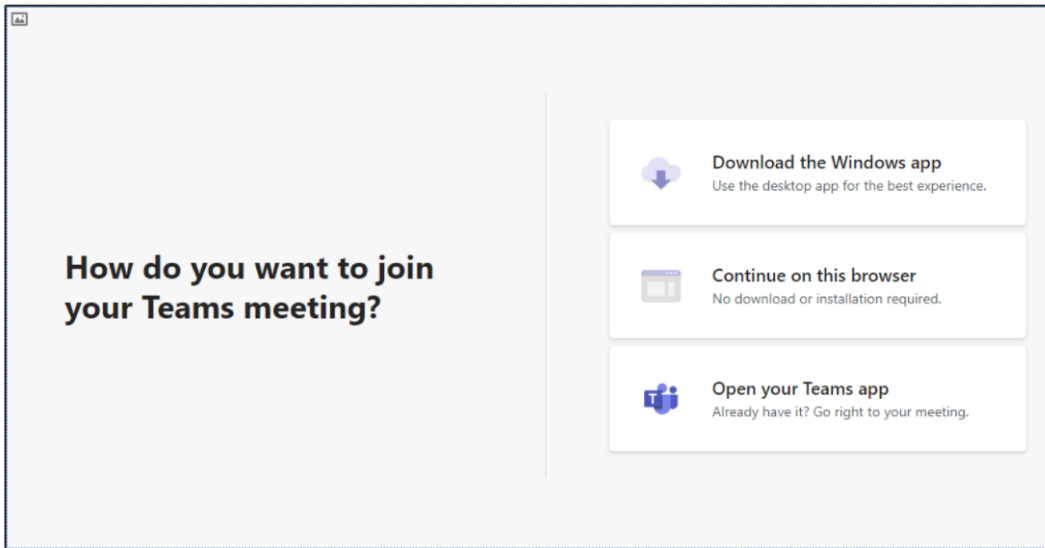 How do you want to join
your Teams meeting?
Download the Windows app
Use the desktop app for the best experience.
Continue on this browser
No download or installation required.
T
Open your Teams app
Already have it? Go right to your meeting.